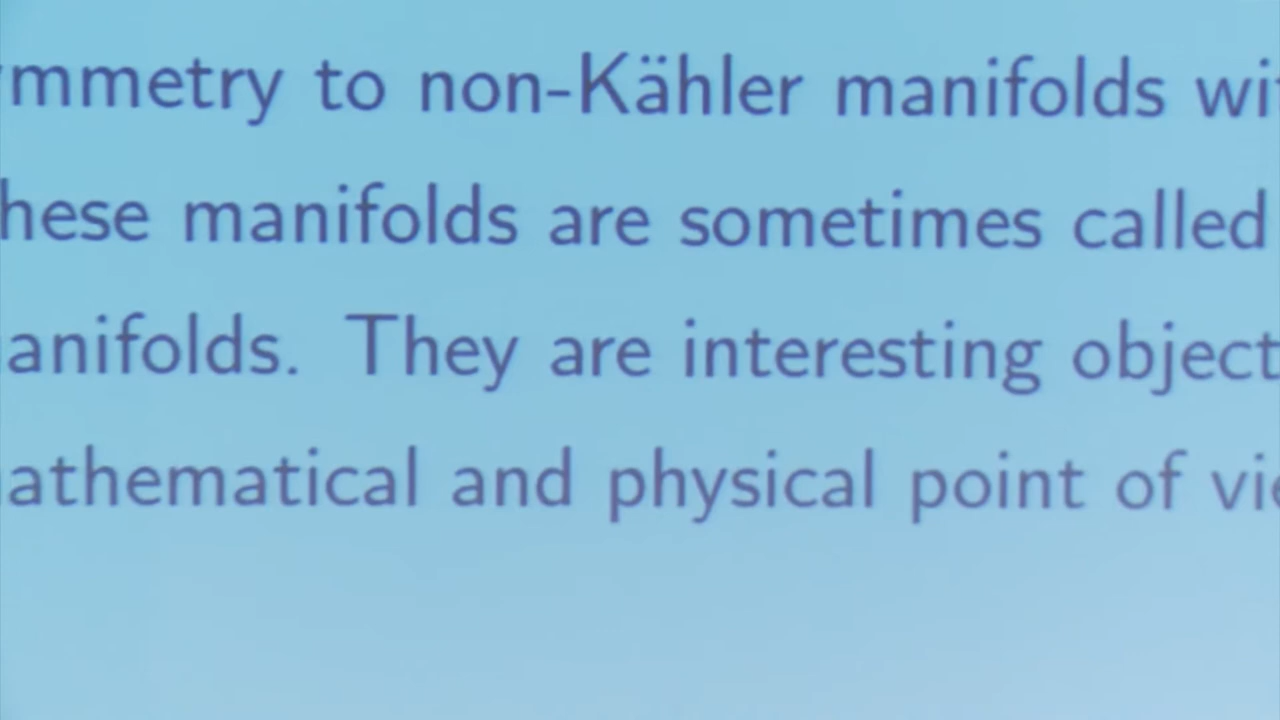 mmetry to non-Kähler manifolds wi
hese manifolds are sometimes called
anifolds. They are interesting object
athematical and physical point of vi